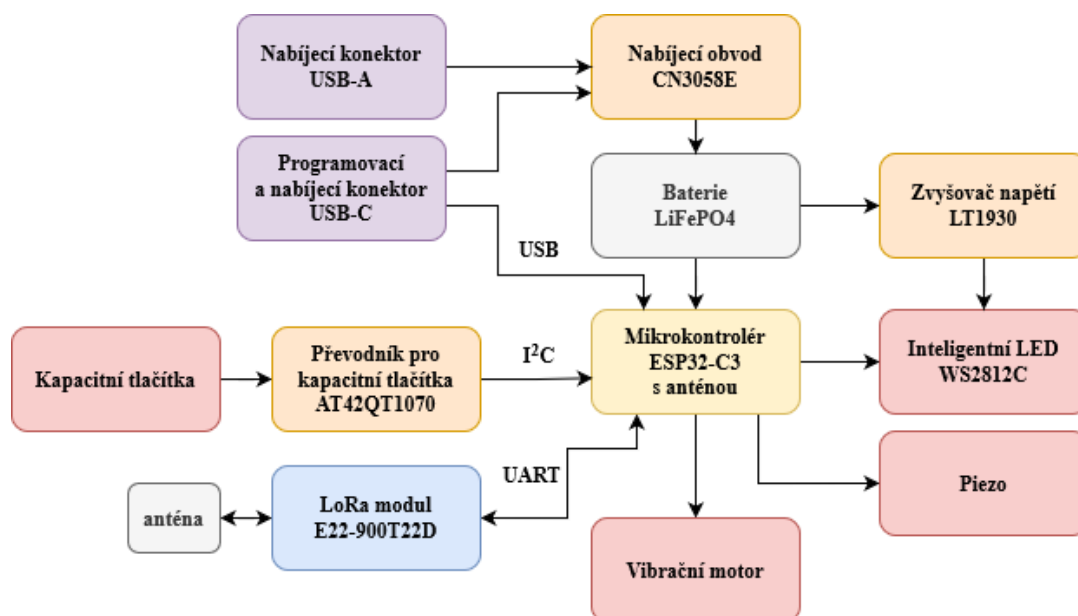 Nabíjecí konektor
USB-A
Nabíjecí obvod
CN3058E
Programovací
a nabíjecí konektor
USB-C
Baterie
LiFePO4
Zvyšovač napětí
LT1930
USB
Kapacitní tlačítka
Převodník pro
kapacitní tlačítka
AT42QT1070
I²C
Mikrokontrolér
ESP32-C3
s anténou
Inteligentní LED
WS2812C
UART
Piezo
anténa
LoRa modul
E22-900T22D
Vibrační motor